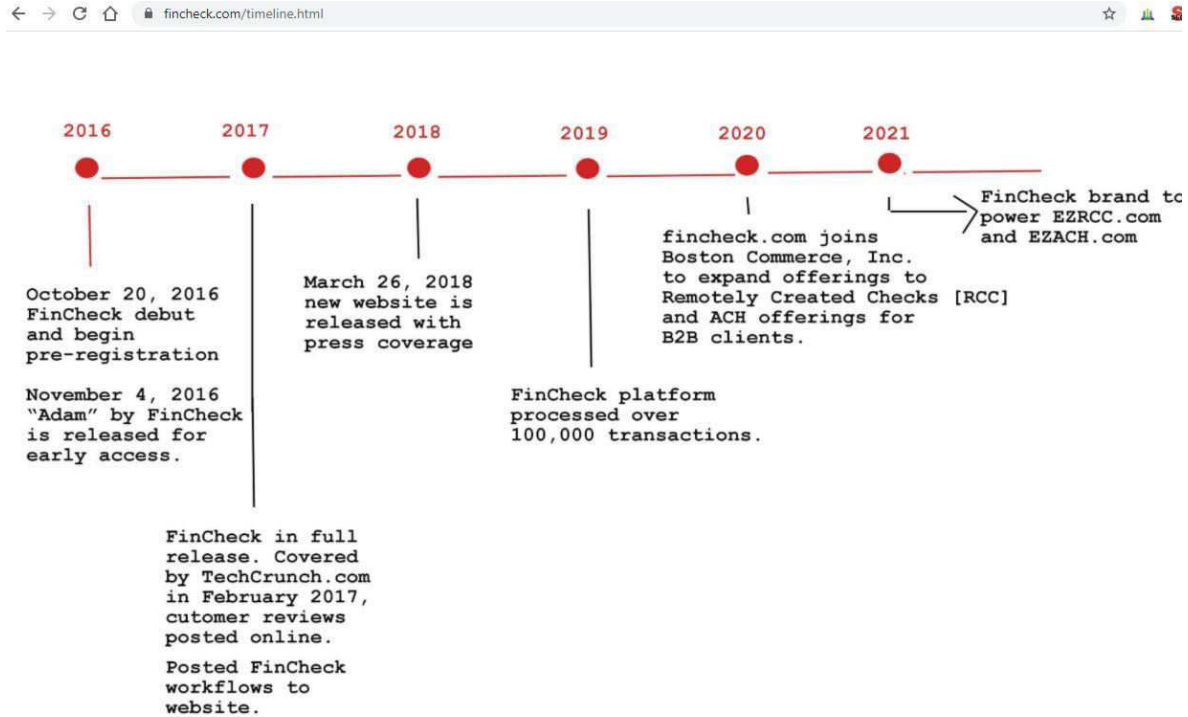 fincheck.com/timeline.html
2016
2017
2018
2019
2020
2021
October 20, 2016
FinCheck debut
and begin
pre-registration
November 4, 2016
“Adam” by FinCheck
is released for
early access.
FinCheck in full
release. Covered
by TechCrunch.com
in February 2017,
cutomer reviews
posted online.
Posted FinCheck
workflows to
website.
March 26, 2018
new website is
released with
press coverage
FinCheck platform
processed over
100,000 transactions.
fincheck.com joins
Boston Commerce, Inc.
to expand offerings to
Remotely Created Checks [RCC]
and ACH offerings for
B2B clients.
FinCheck brand to
power EZRCC.com
and EZACH.com